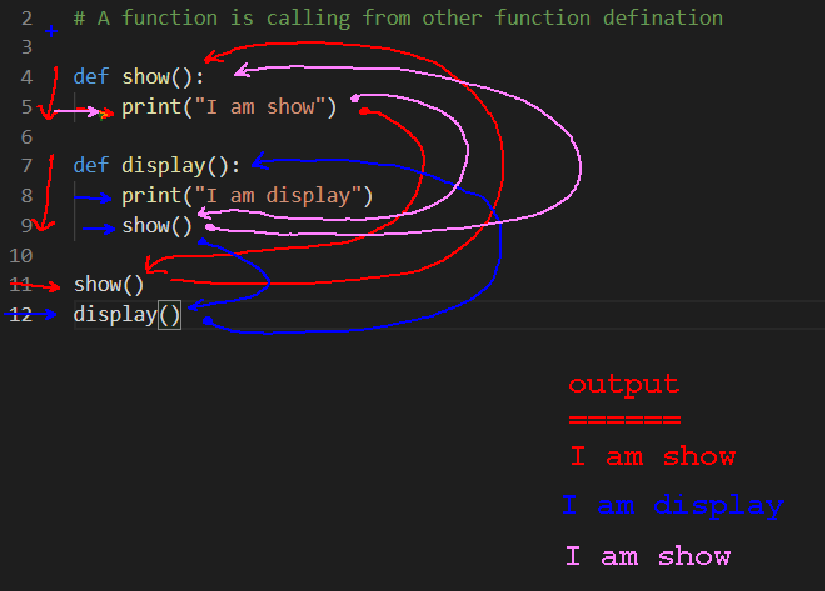 2 # A function is calling from other function defination
3
4 def show():
5 print("I am show")
6
7 def display():
8 print("I am display")
9 show()
10
11 show()
12 display()
output
======
I am show
I am display
I am show